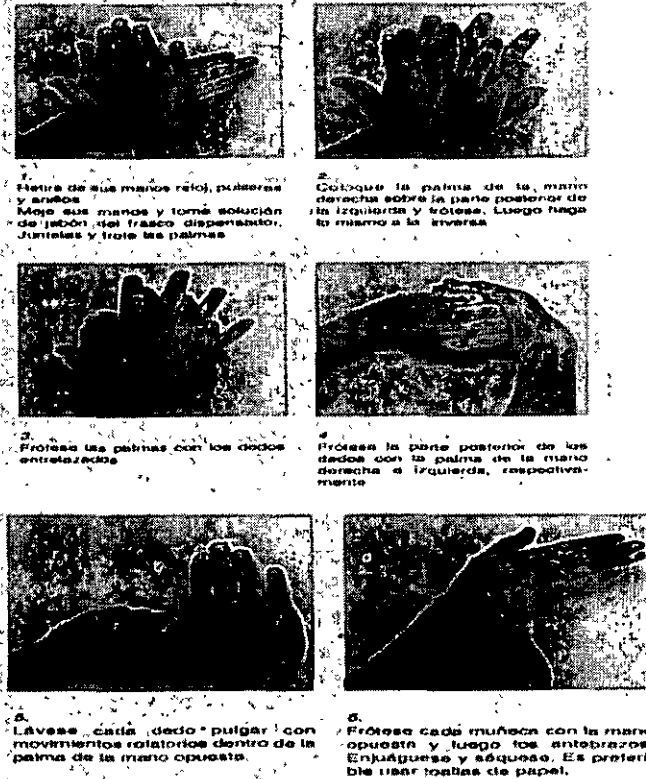 1.
Retire de sus manos reloj, pulseras
y anillos
Moje sus manos y tome solución
de jabón del frasco dispensador.
Júntelas y frote las palmas
2.
Coloque la palma de la mano
derecha sobre la parte posterior de
la izquierda y frótese. Luego haga
lo mismo a la inversa
3.
Frótese las palmas con los dedos
entrelazados
4
Frótese la parte posterior de los
dedos con la palma de la mano
derecha e izquierda, respectiva-
mente
5.
Lávese cada dedo pulgar con
movimientos rotatorios dentro de la
palma de la mano opuesta.
6.
Frótese cada muñeca con la mano
opuesta y luego los antebrazos
Enjuáguese y séquese. Es preferi
ble usar toallas de papel.